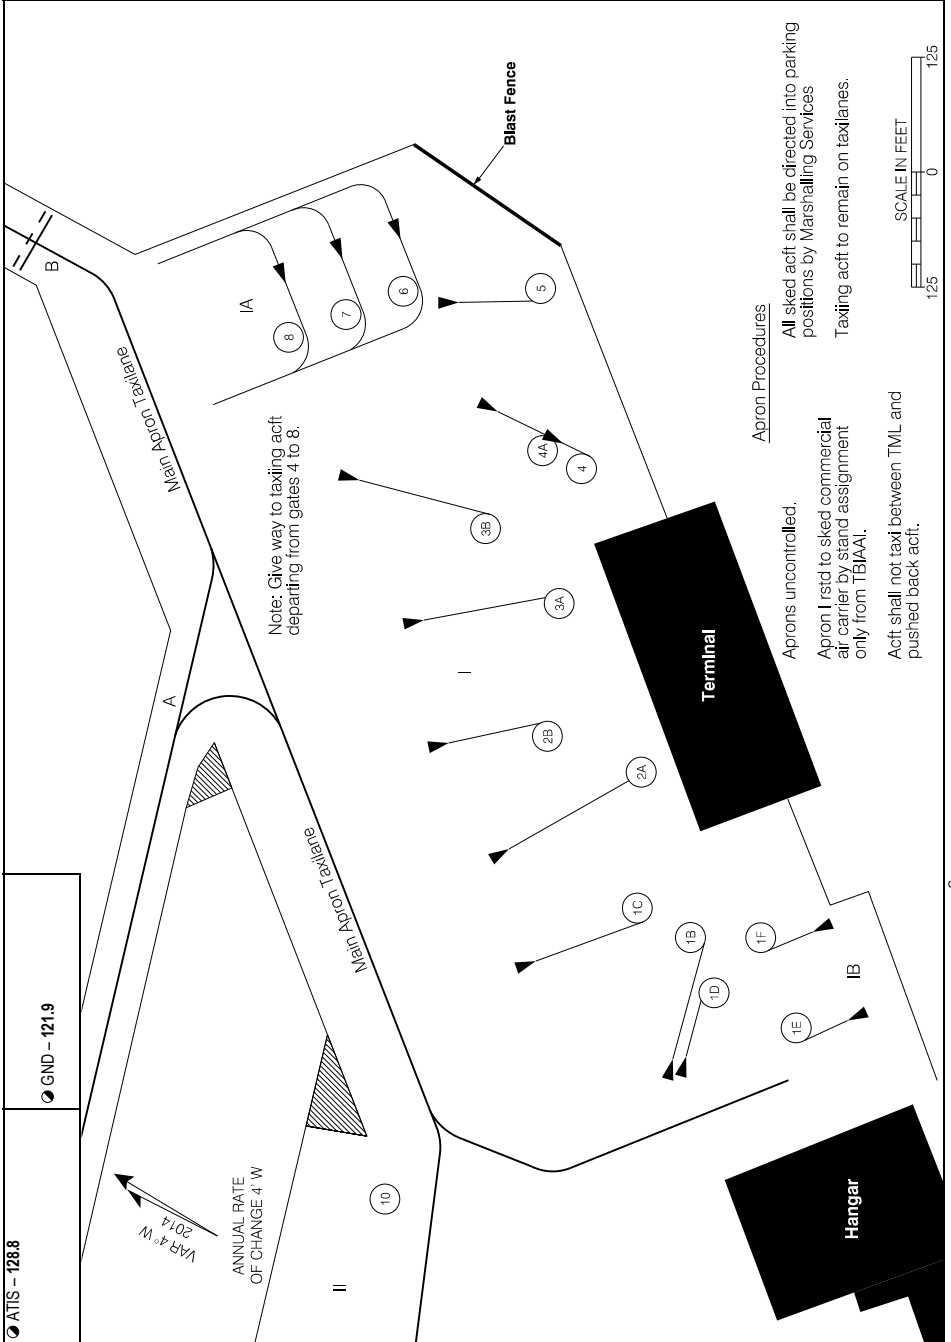 ATIS – 128.8
GND – 121.9
VAR 4° W
2014
ANNUAL RATE
OF CHANGE 4' W
II
10
A
B
Main Apron Taxilane
Main Apron Taxilane
Note: Give way to taxiing acft
departing from gates 4 to 8.
IA
8
7
6
5
4A
4
3B
3A
I
2B
2A
1C
1B
1D
1F
1E
IB
Blast Fence
TermInal
Hangar
Apron Procedures
Aprons uncontrolled.
Apron I rstd to sked commercial
air carrier by stand assignment
only from TBIAAI.
Acft shall not taxi between TML and
pushed back acft.
All sked acft shall be directed into parking
positions by Marshalling Services
Taxiing acft to remain on taxilanes.
SCALE IN FEET
125 0 125